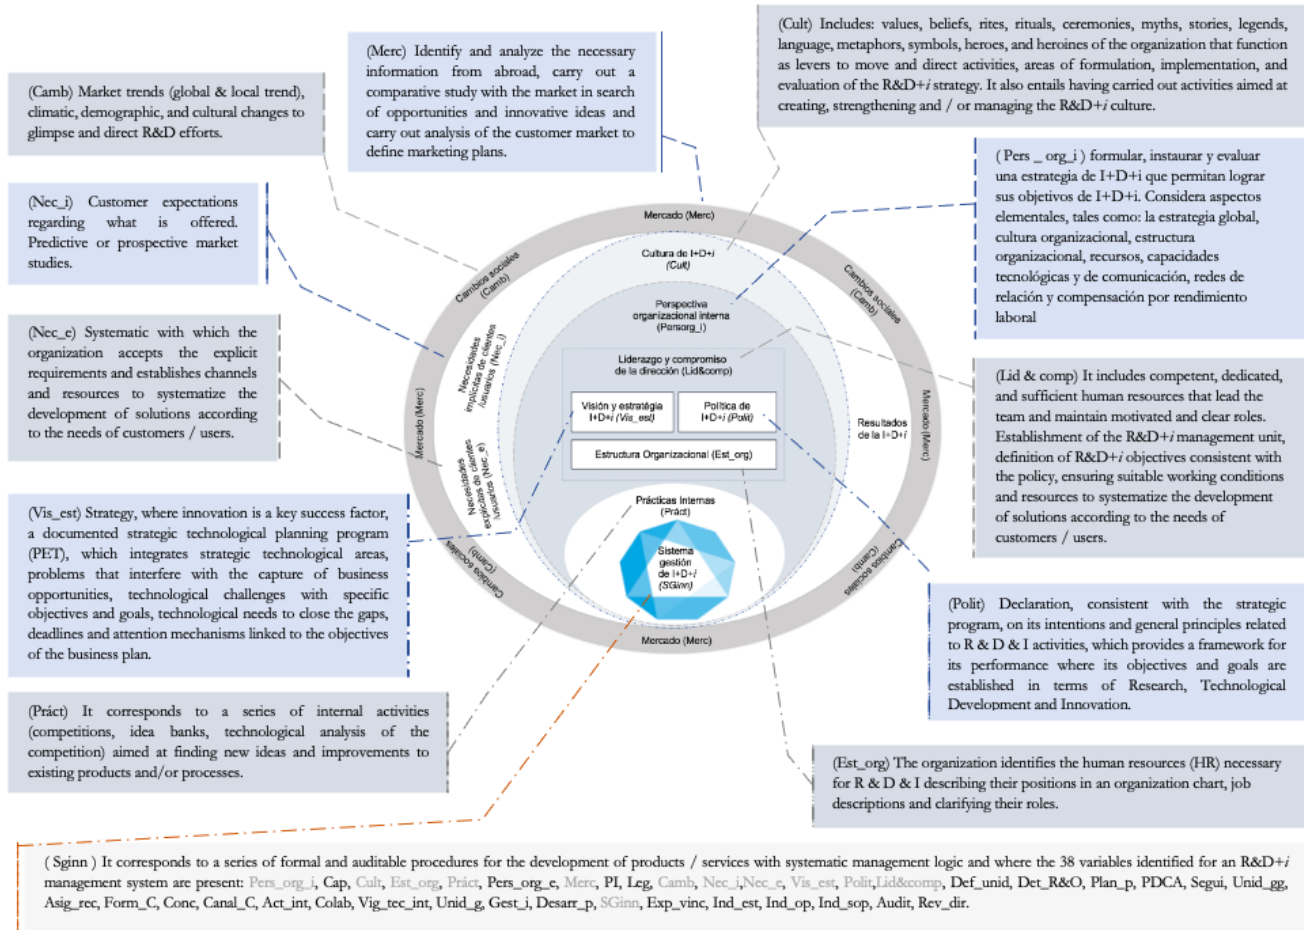 (Cult) Includes: values, beliefs, rites, rituals, ceremonies, myths, stories, legends,
language, metaphors, symbols, heroes, and heroines of the organization that function
as levers to move and direct activities, areas of formulation, implementation, and
evaluation of the R&D+i strategy. It also entails having carried out activities aimed at
creating, strengthening and / or managing the R&D+i culture.
(Merc) Identify and analyze the necessary
information from abroad, carry out a
comparative study with the market in search
of opportunities and innovative ideas and
carry out analysis of the customer market to
define marketing plans.
(Camb) Market trends (global & local trend),
climatic, demographic, and cultural changes to
glimpse and direct R&D efforts.
( Pers _ org_i ) formular, instaurar y evaluar
una estrategia de I+D+i que permitan lograr
sus objetivos de I+D+i. Considera aspectos
elementales, tales como: la estrategia global,
cultura organizacional, estructura
organizacional, recursos, capacidades
tecnológicas y de comunicación, redes de
relación y compensación por rendimiento
laboral
(Nec_i) Customer expectations
regarding what is offered.
Predictive or prospective market
studies.
(Nec_e) Systematic with which the
organization accepts the explicit
requirements and establishes channels
and resources to systematize the
development of solutions according
to the needs of customers / users.
Mercado (Merc)
Cultura de I+D+i
(Cult)
Cambios sociales
(Camb)
Cambios sociales
(Camb)
Perspectiva
organizacional interna
(Persorg_i)
Necesidades
implícitas de clientes
/usuarios (Nec_i)
Liderazgo y compromiso
de la dirección (Lid&comp)
Visión y estratégia
I+D+i (Vis_est)
Política de
I+D+i (Polit)
Estructura Organizacional (Est_org)
Mercado (Merc)
Resultados
de la I+D+i
Mercado (Merc)
Necesidades
explícitas de clientes
/usuarios (Nec_e)
Prácticas Internas
(Práct)
Sistema
gestión
de I+D+i
(SGinn)
Cambios sociales
(Camb)
Cambios sociales
(Camb)
Mercado (Merc)
(Lid & comp) It includes competent, dedicated,
and sufficient human resources that lead the
team and maintain motivated and clear roles.
Establishment of the R&D+i management unit,
definition of R&D+i objectives consistent with
the policy, ensuring suitable working conditions
and resources to systematize the development
of solutions according to the needs of
customers / users.
(Vis_est) Strategy, where innovation is a key success factor,
a documented strategic technological planning program
(PET), which integrates strategic technological areas,
problems that interfere with the capture of business
opportunities, technological challenges with specific
objectives and goals, technological needs to close the gaps,
deadlines and attention mechanisms linked to the objectives
of the business plan.
(Polit) Declaration, consistent with the strategic
program, on its intentions and general principles related
to R & D & I activities, which provides a framework for
its performance where its objectives and goals are
established in terms of Research, Technological
Development and Innovation.
(Práct) It corresponds to a series of internal activities
(competitions, idea banks, technological analysis of the
competition) aimed at finding new ideas and improvements to
existing products and/or processes.
(Est_org) The organization identifies the human resources (HR) necessary
for R & D & I describing their positions in an organization chart, job
descriptions and clarifying their roles.
( Sginn ) It corresponds to a series of formal and auditable procedures for the development of products / services with systematic management logic and where the 38 variables identified for an R&D+i
management system are present: Pers_org_i, Cap, Cult, Est_org, Práct, Pers_org_e, Merc, PI, Leg, Camb, Nec_i,Nec_e, Vis_est, Polit,Lid&comp, Def_unid, Det_R&O, Plan_p, PDCA, Segui, Unid_gg,
Asig_rec, Form_C, Conc, Canal_C, Act_int, Colab, Vig_tec_int, Unid_g, Gest_i, Desarr_p, SGinn, Exp_vinc, Ind_est, Ind_op, Ind_sop, Audit, Rev_dir.